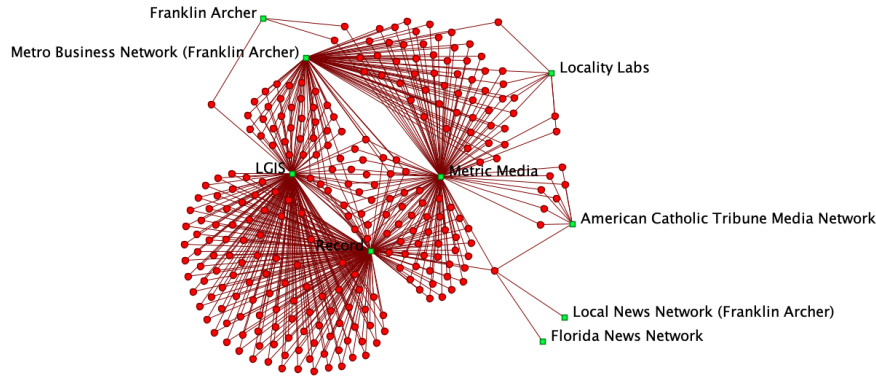 Franklin Archer
Metro Business Network (Franklin Archer)
Locality Labs
LGIS
Metric Media
American Catholic Tribune Media Network
Record
Local News Network (Franklin Archer)
Florida News Network